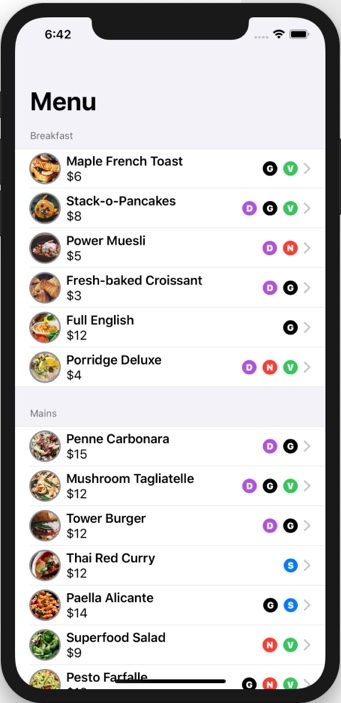 6:42
Menu
Breakfast
Maple French Toast
$6
G V
Stack-o-Pancakes
$8
D G V
Power Muesli
$5
D N
Fresh-baked Croissant
$3
D G
Full English
$12
G
Porridge Deluxe
$4
D N V
Mains
Penne Carbonara
$15
D G
Mushroom Tagliatelle
$12
D G V
Tower Burger
$12
D G
Thai Red Curry
$12
S
Paella Alicante
$14
G S
Superfood Salad
$9
N V
Pesto Farfalle
G N V